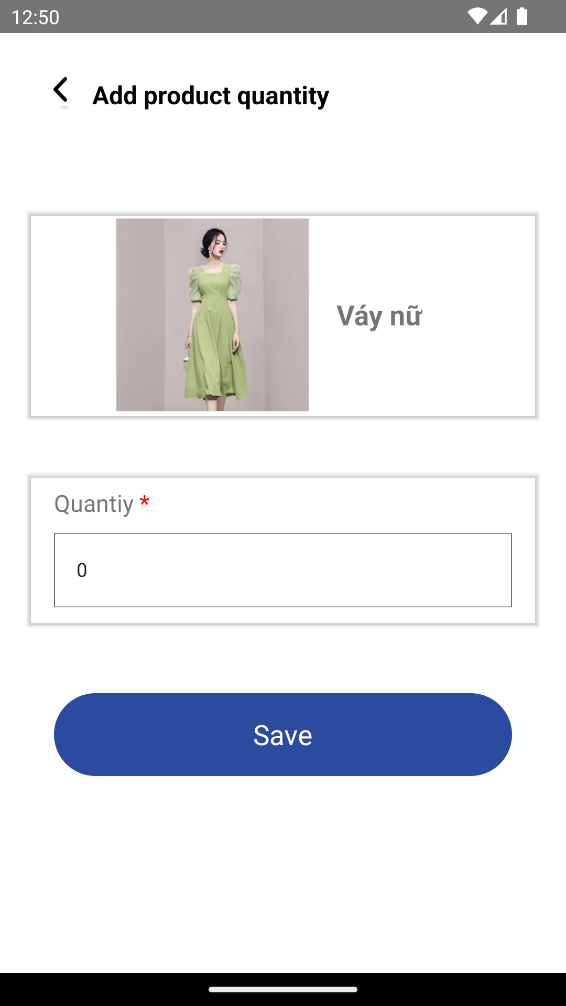 12:50
Add product quantity
Váy nữ
Quantiy *
0
Save